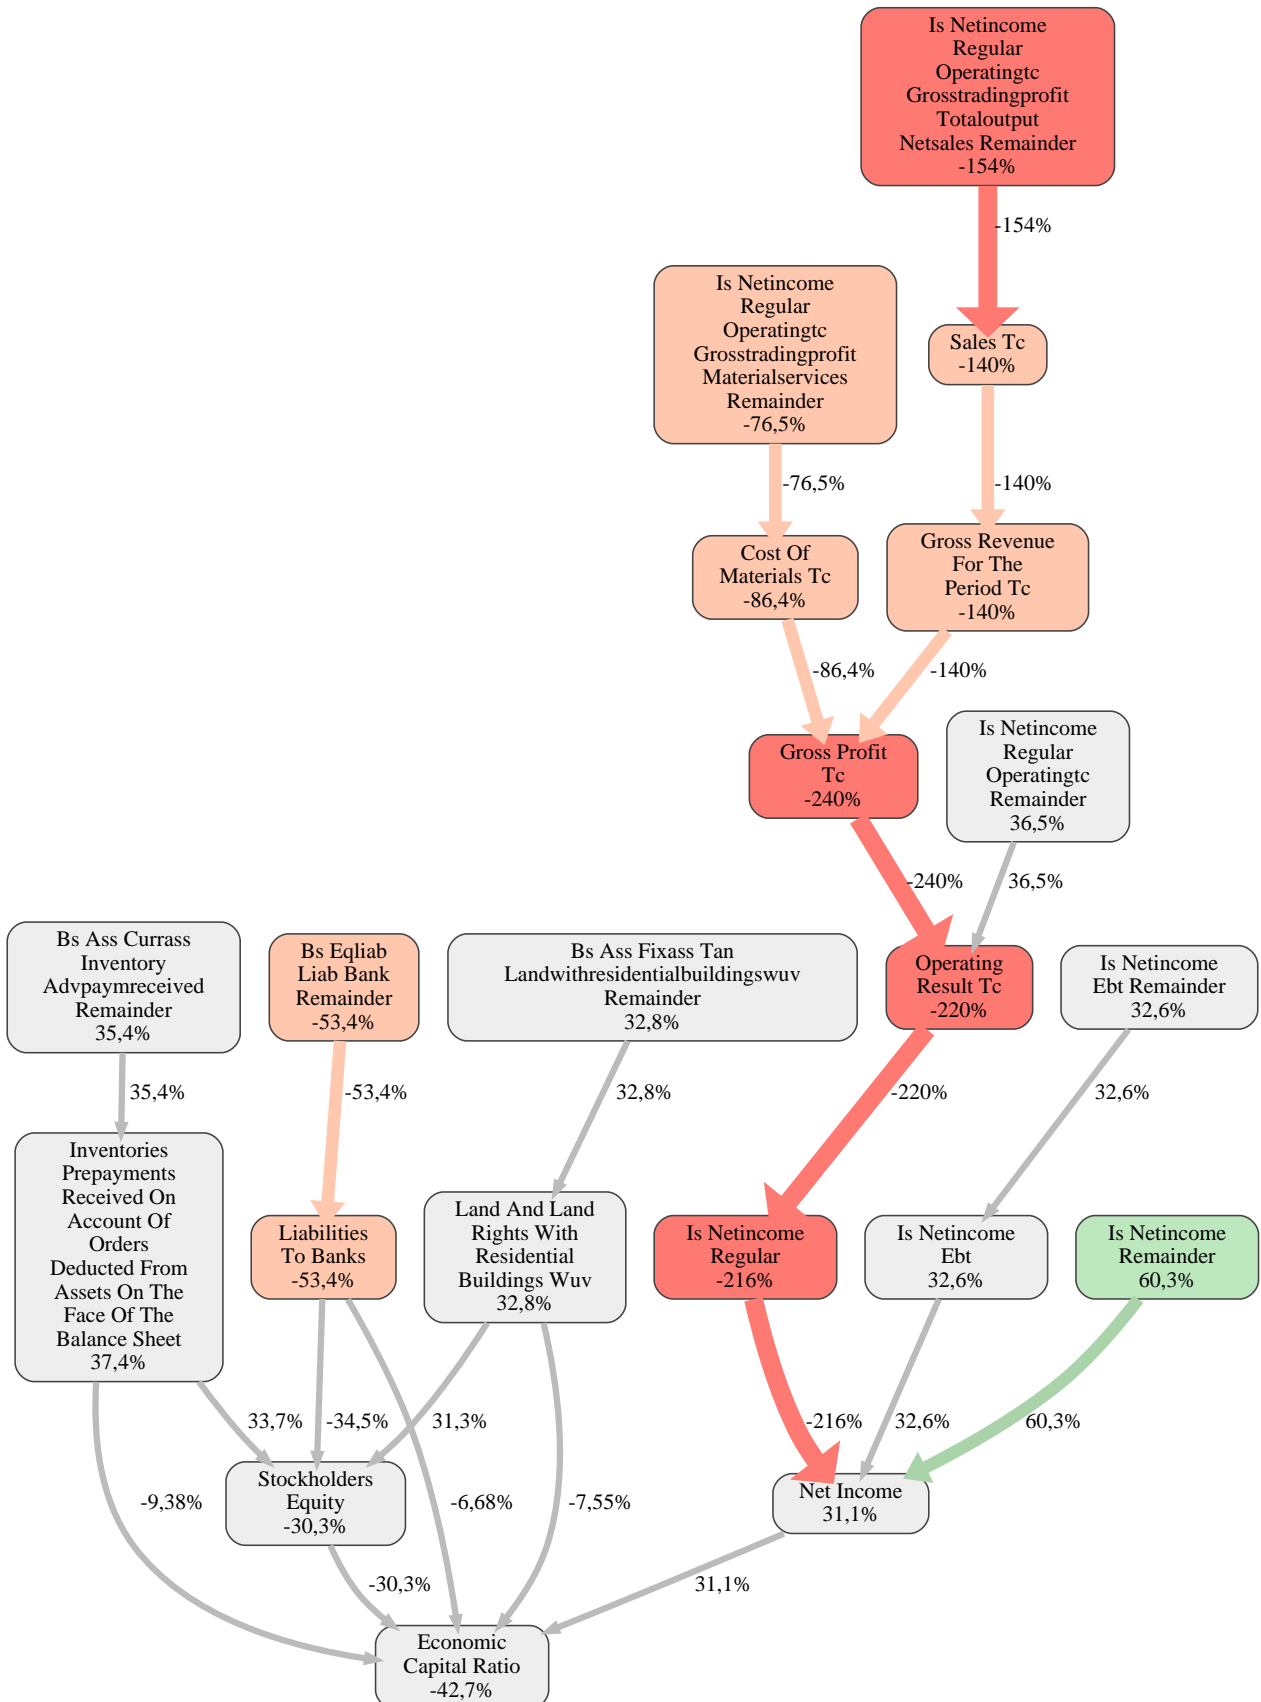 Is Netincome
Regular
Operatingtc
Grosstradingprofit
Totaloutput
Netsales Remainder
-154%
-154%
Is Netincome
Regular
Operatingtc
Grosstradingprofit
Materialservices
Remainder
-76,5%
Sales Tc
-140%
-76,5%
-140%
Cost Of
Materials Tc
-86,4%
Gross Revenue
For The
Period Tc
-140%
-86,4%
-140%
Gross Profit
Tc
-240%
Is Netincome
Regular
Operatingtc
Remainder
36,5%
-240%
36,5%
Bs Ass Currass
Inventory
Advpaymreceived
Remainder
35,4%
Bs Eqliab
Liab Bank
Remainder
-53,4%
Bs Ass Fixass Tan
Landwithresidentialbuildingswuv
Remainder
32,8%
Operating
Result Tc
-220%
Is Netincome
Ebt Remainder
32,6%
35,4%
-53,4%
32,8%
-220%
32,6%
Inventories
Prepayments
Received On
Account Of
Orders
Deducted From
Assets On The
Face Of The
Balance Sheet
37,4%
Liabilities
To Banks
-53,4%
Land And Land
Rights With
Residential
Buildings Wuv
32,8%
Is Netincome
Regular
-216%
Is Netincome
Ebt
32,6%
Is Netincome
Remainder
60,3%
33,7%
-34,5%
31,3%
-216%
32,6%
60,3%
-9,38%
Stockholders
Equity
-30,3%
-6,68%
-7,55%
Net Income
31,1%
-30,3%
31,1%
Economic
Capital Ratio
-42,7%